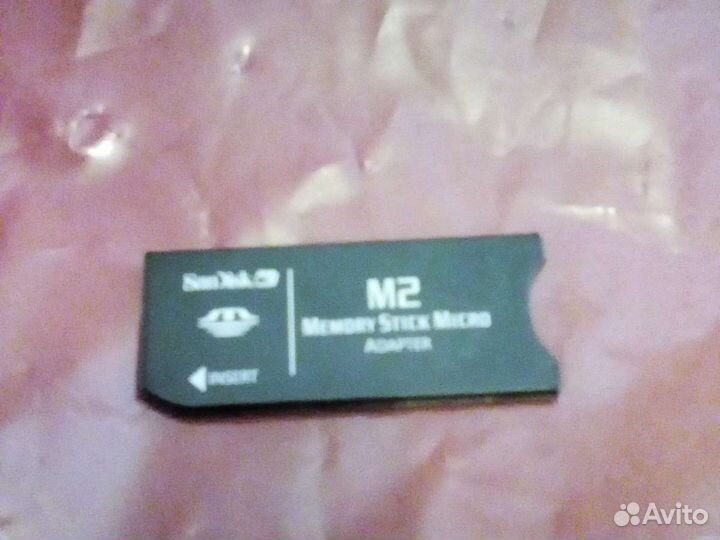 SanDisk
M2
MEMORY STICK MICRO
ADAPTER
INSERT
Avito